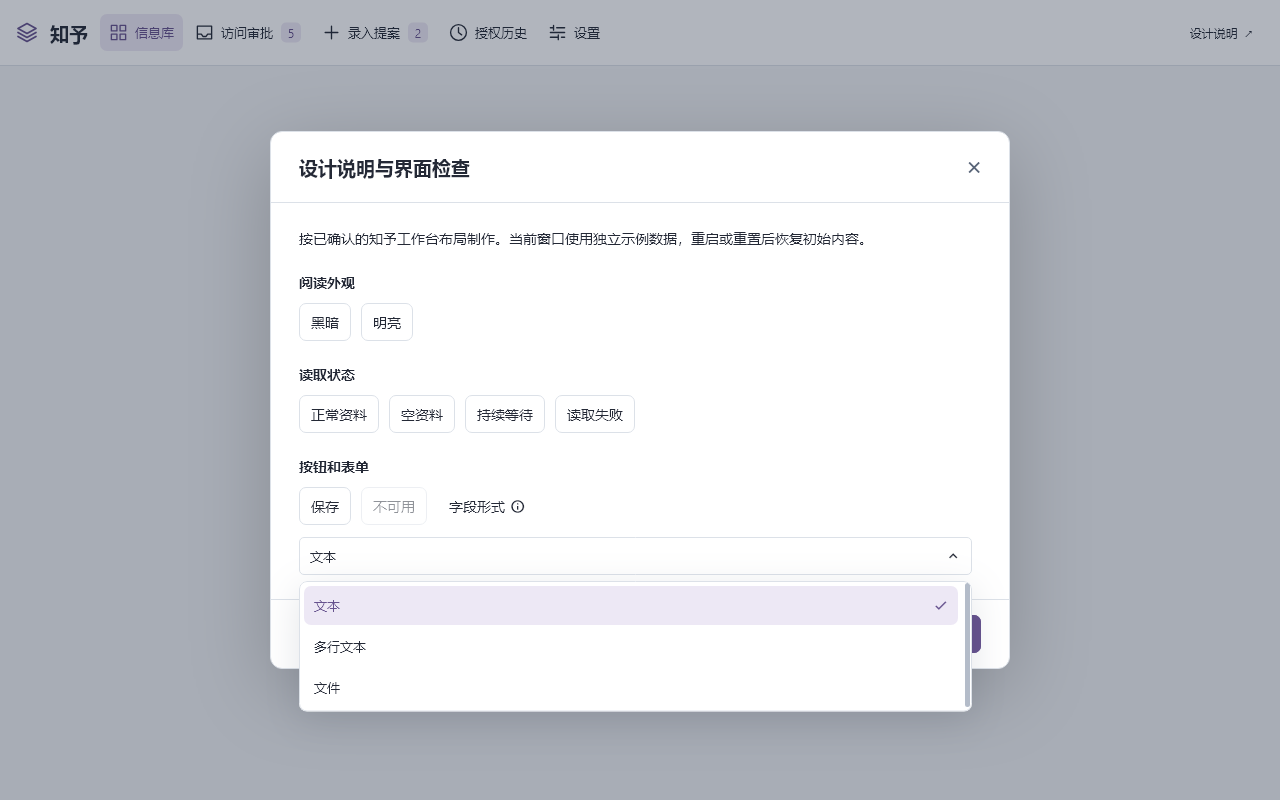 知予 信息库 访问审批 5 录入提案 2 授权历史 设置 设计说明 ↗
设计说明与界面检查
按已确认的知予工作台布局制作。当前窗口使用独立示例数据，重启或重置后恢复初始内容。
阅读外观
黑暗 明亮
读取状态
正常资料 空资料 持续等待 读取失败
按钮和表单
保存 不可用 字段形式
文本
文本
多行文本
文件